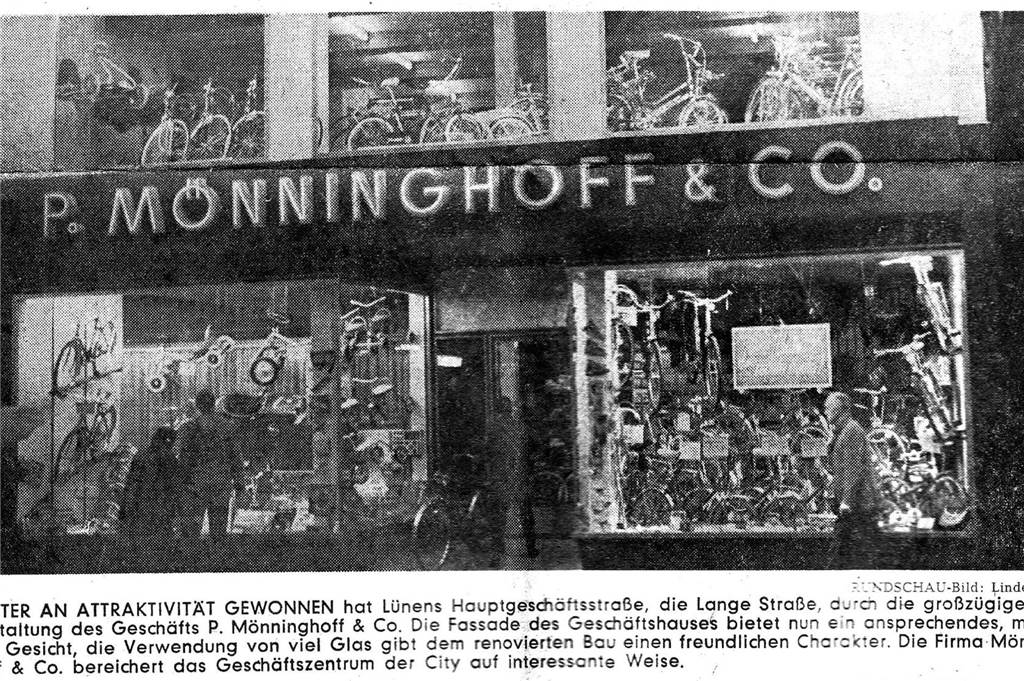 P. MÖNNINGHOFF & CO.
RUNDSCHAU-Bild: Linde
TER AN ATTRAKTIVITÄT GEWONNEN hat Lünens Hauptgeschäftsstraße, die Lange Straße, durch die großzügige
taltung des Geschäfts P. Mönninghoff & Co. Die Fassade des Geschäftshauses bietet nun ein ansprechendes, m
Gesicht, die Verwendung von viel Glas gibt dem renovierten Bau einen freundlichen Charakter. Die Firma Mön
f & Co. bereichert das Geschäftszentrum der City auf interessante Weise.